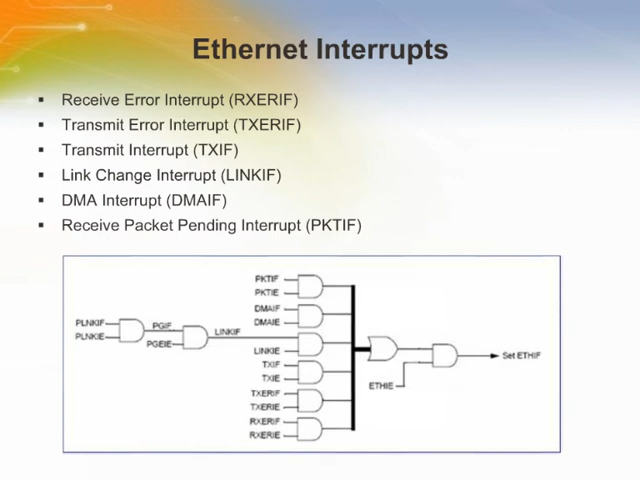 Ethernet Interrupts
▪ Receive Error Interrupt (RXERIF)
▪ Transmit Error Interrupt (TXERIF)
▪ Transmit Interrupt (TXIF)
▪ Link Change Interrupt (LINKIF)
▪ DMA Interrupt (DMAIF)
▪ Receive Packet Pending Interrupt (PKTIF)
PKTIF
PKTIE
DMAIF
DMAIE
PLNKIF
PLNKIE
PGIF
PGEIE
LINKIF
LINKIE
TXIF
TXIE
TXERIF
TXERIE
RXERIF
RXERIE
ETHIE
Set ETHIF